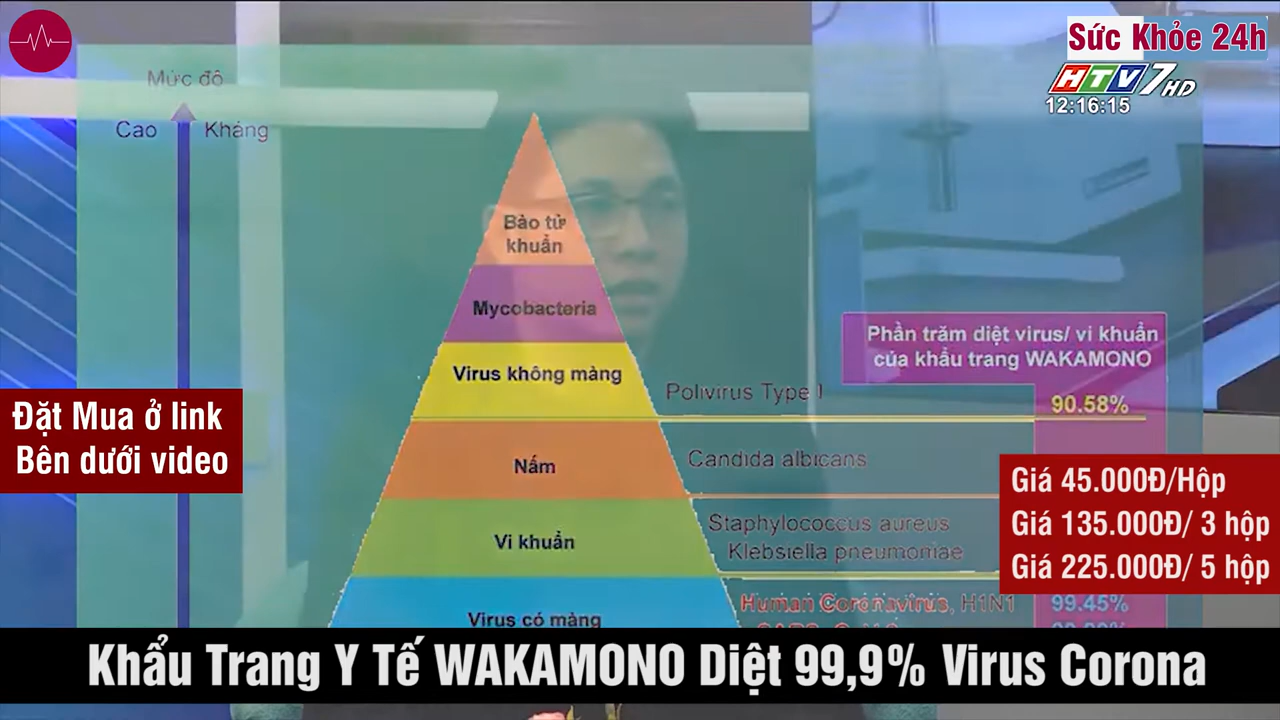 Sức Khỏe 24h
HTV7 HD
12:16:15
Mức độ
Cao Kháng
Bào tử
khuẩn
Mycobacteria
Virus không màng
Nấm
Vi khuẩn
Virus có màng
Phần trăm diệt virus/ vi khuẩn
của khẩu trang WAKAMONO
Polivirus Type I
90.58%
Candida albicans
Staphylococcus aureus
Klebsiella pneumoniae
Human Coronavirus, H1N1
99.45%
Đặt Mua ở link
Bên dưới video
Giá 45.000Đ/Hộp
Giá 135.000Đ/ 3 hộp
Giá 225.000Đ/ 5 hộp
Khẩu Trang Y Tế WAKAMONO Diệt 99,9% Virus Corona